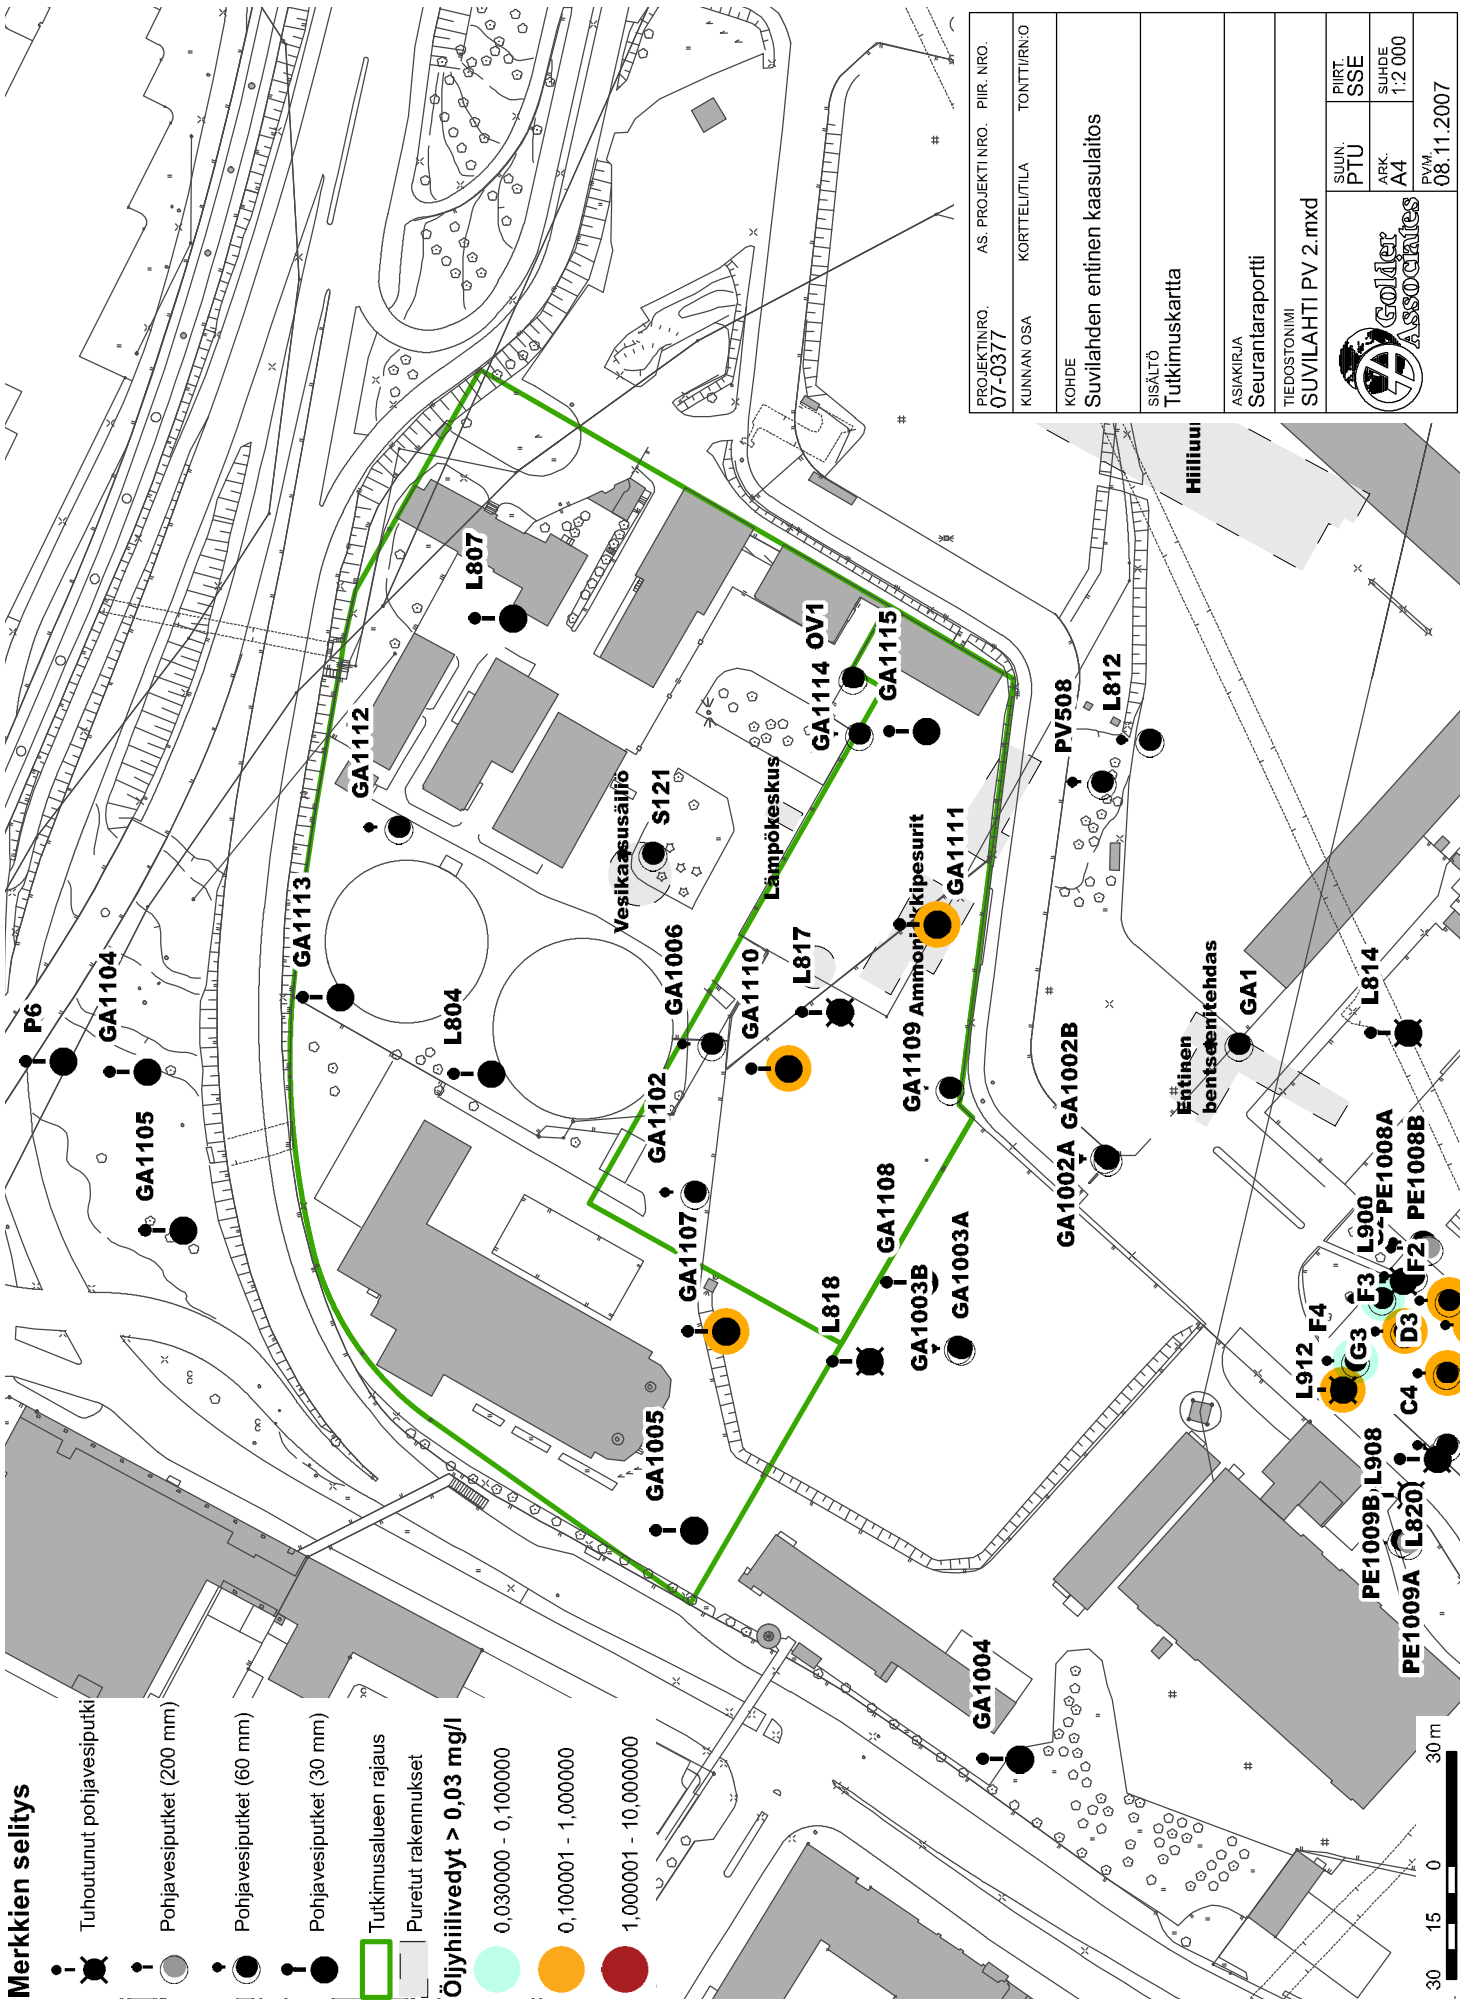 Merkkien selitys
Tuhoutunut pohjavesiputki
Pohjavesiputket (200 mm)
Pohjavesiputket (60 mm)
Pohjavesiputket (30 mm)
Tutkimusalueen rajaus
Puretut rakennukset
Öljyhiilivedyt > 0,03 mg/l
0,030000 - 0,100000
0,100001 - 1,000000
1,000001 - 10,000000
P6
GA1104
GA1105
GA1113
GA1112
L807
L804
Vesikaasusäiliö
S121
GA1006
GA1102
GA1110
Lämpökeskus
L817
GA1114
OV1
GA1115
GA1111
GA1109
GA1107
GA1108
L818
GA1003B
GA1003A
GA1005
GA1004
PV508
L812
GA1002A
GA1002B
Entinen
GA1
L814
L900
PE1008A
PE1008B
F2
F3
F4
G3
D3
L912
C4
L908
PE1009B
L820
PE1009A
30 15 0 30 m
PROJEKTINRO.
07-0377
AS. PROJEKTI NRO.
PIIR. NRO.
KUNNAN OSA
KORTTELI/TILA
TONTTI/RN:O
KOHDE
Suvilahden entinen kaasulaitos
SISÄLTÖ
Tutkimuskartta
ASIAKIRJA
Seurantaraportti
TIEDOSTONIMI
SUVILAHTI PV 2.mxd
Golder
Associates
SUUN.
PTU
PIIRT.
SSE
ARK.
A4
SUHDE
1:2 000
PVM.
08.11.2007